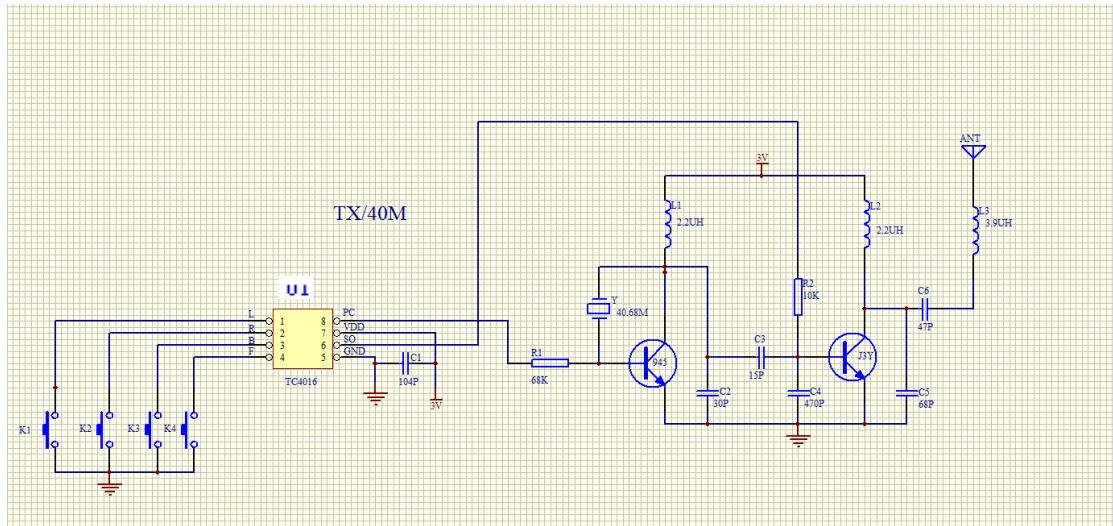 ANT
3V
L1
2.2UH
L2
2.2UH
L3
3.9UH
TX/40M
U1
L
R
B
F
1
2
3
4
8
7
6
5
PC
VDD
SO
GND
TC4016
C1
104P
3V
Y
40.68M
R1
68K
945
R2
10K
C3
15P
C2
30P
C4
470P
J3Y
C6
47P
C5
68P
K1
K2
K3
K4